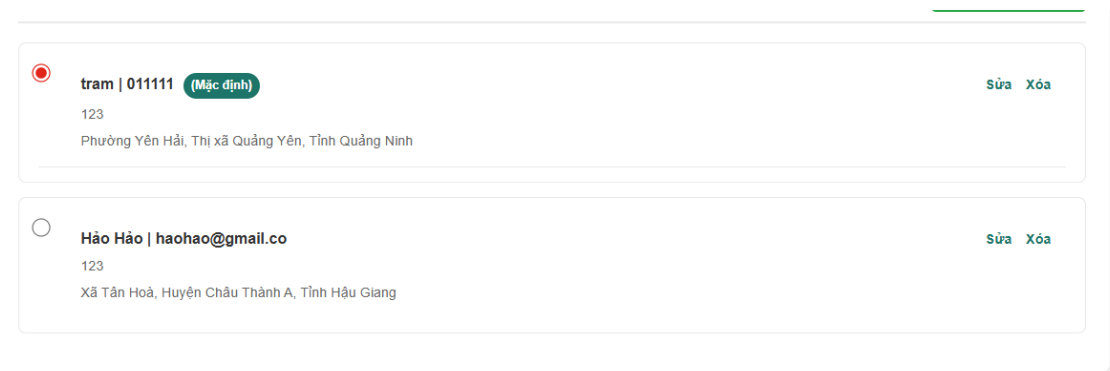 tram | 011111 (Mặc định) Sửa Xóa
123
Phường Yên Hải, Thị xã Quảng Yên, Tỉnh Quảng Ninh
Hảo Hảo | haohao@gmail.co Sửa Xóa
123
Xã Tân Hoà, Huyện Châu Thành A, Tỉnh Hậu Giang